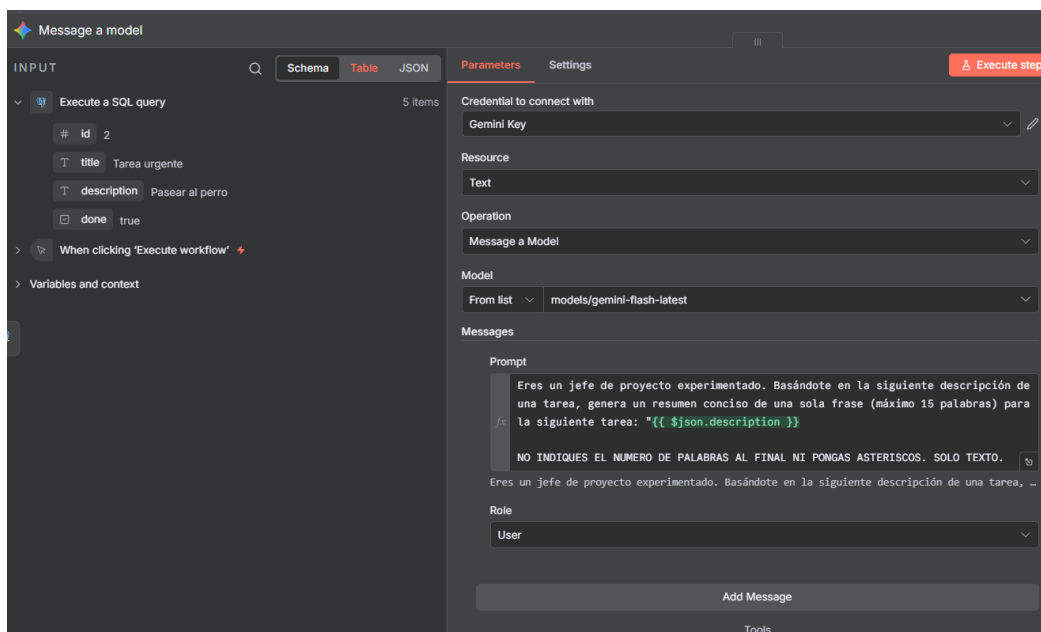 Message a model
INPUT
Schema
Table
JSON
Execute a SQL query
5 items
# id 2
T title Tarea urgente
T description Pasear al perro
done true
When clicking ‘Execute workflow’
Variables and context
Parameters
Settings
Execute step
Credential to connect with
Gemini Key
Resource
Text
Operation
Message a Model
Model
From list
models/gemini-flash-latest
Messages
Prompt
fx
Eres un jefe de proyecto experimentado. Basándote en la siguiente descripción de
una tarea, genera un resumen conciso de una sola frase (máximo 15 palabras) para
la siguiente tarea: "{{ $json.description }}
NO INDIQUES EL NUMERO DE PALABRAS AL FINAL NI PONGAS ASTERISCOS. SOLO TEXTO.
Eres un jefe de proyecto experimentado. Basándote en la siguiente descripción de una tarea, …
Role
User
Add Message
Tools